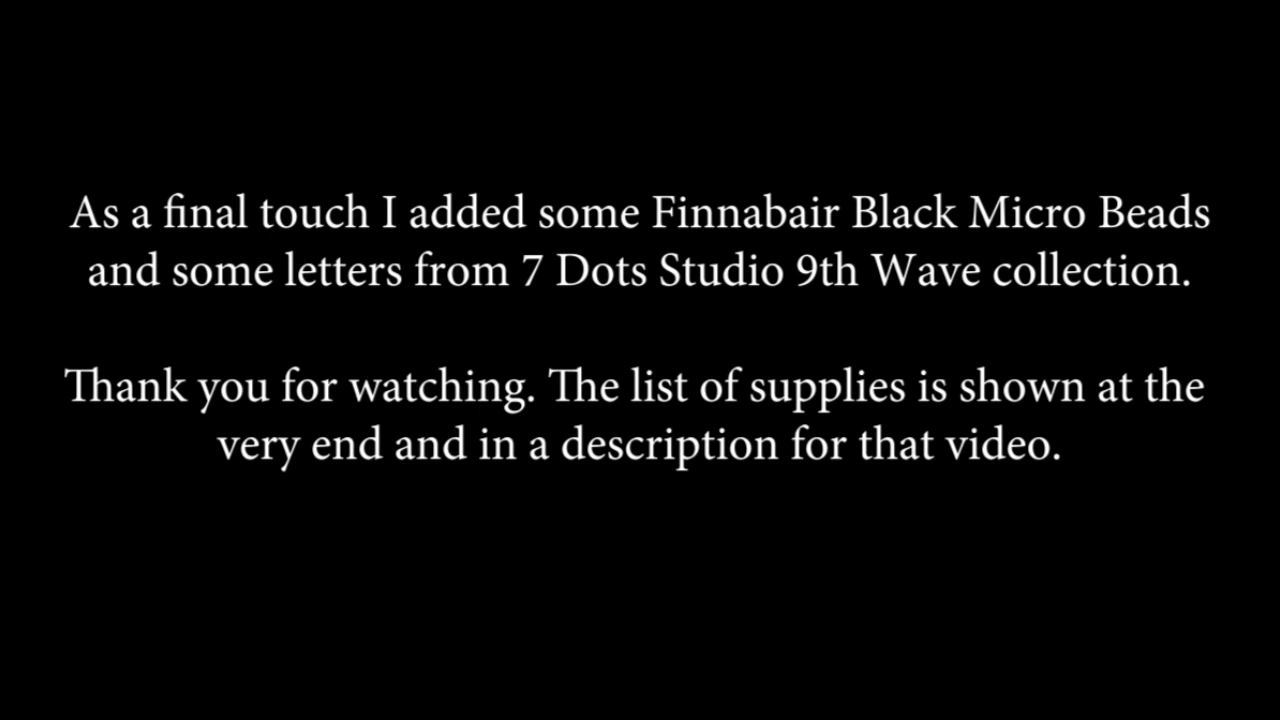 As a final touch I added some Finnabair Black Micro Beads
and some letters from 7 Dots Studio 9th Wave collection.
Thank you for watching. The list of supplies is shown at the
very end and in a description for that video.